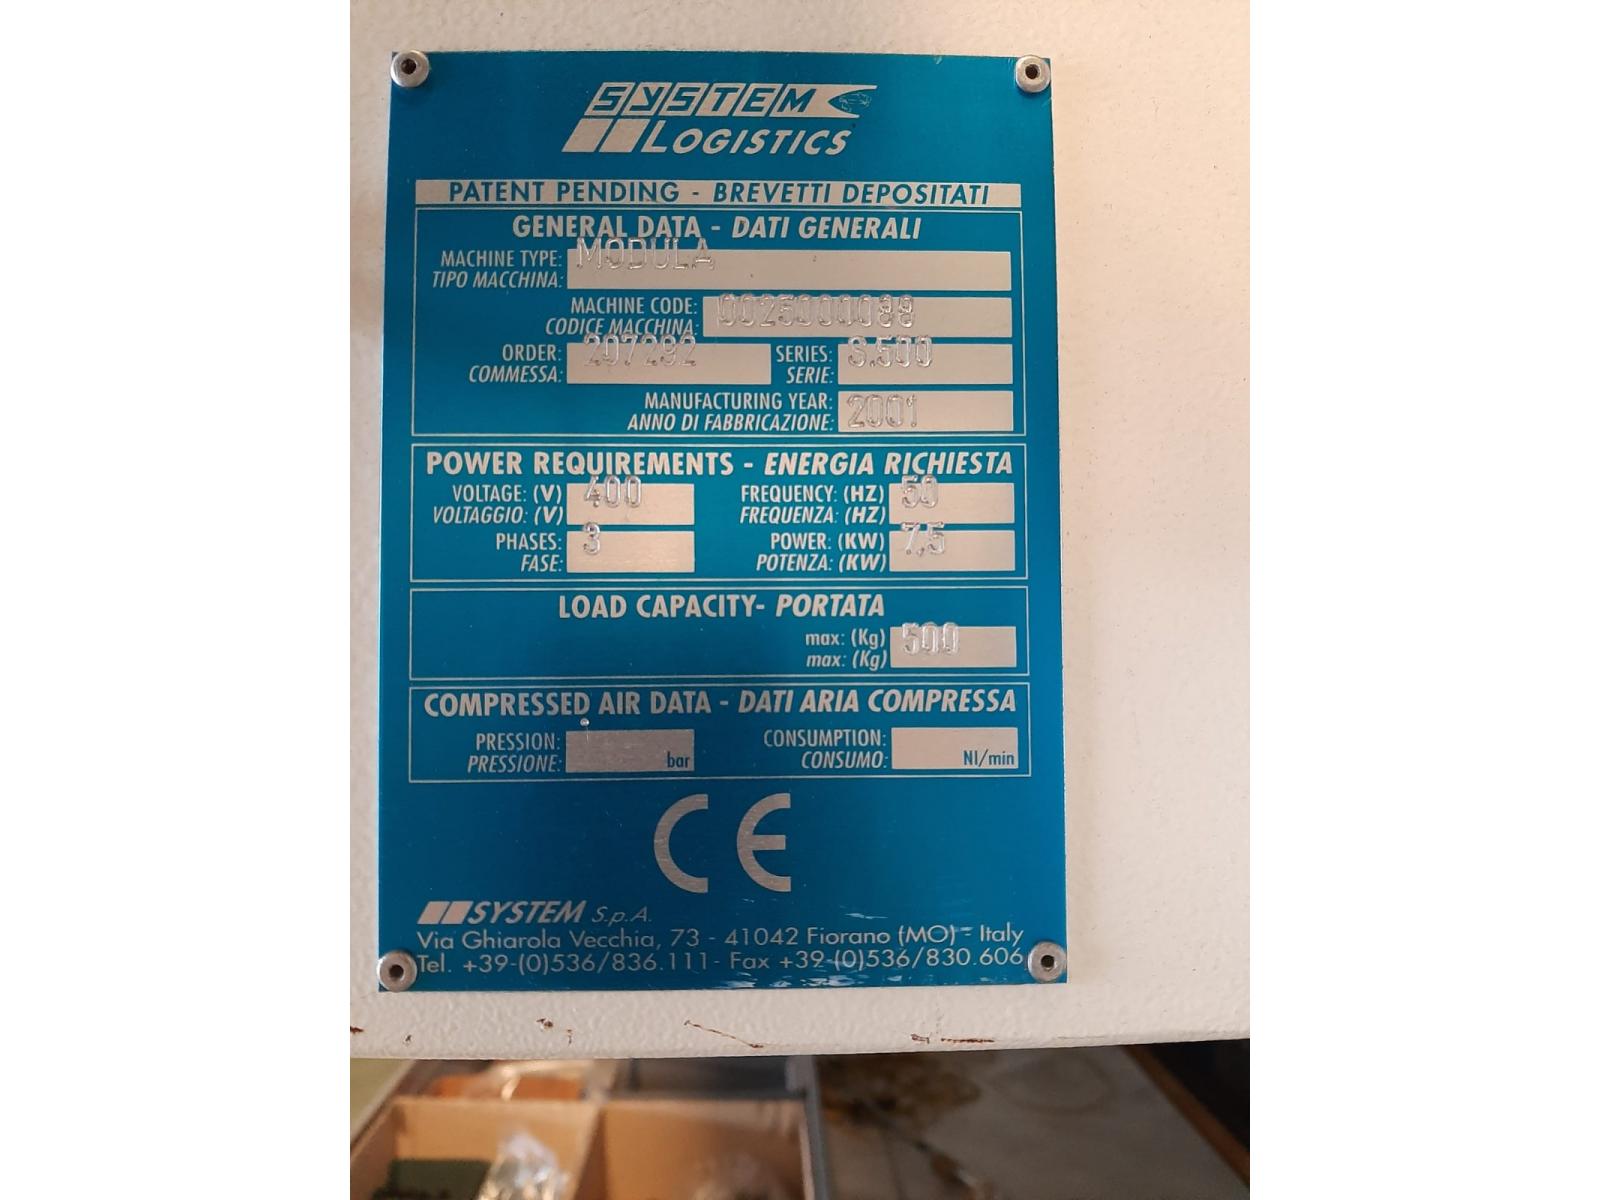 SYSTEM
LOGISTICS
PATENT PENDING - BREVETTI DEPOSITATI
GENERAL DATA - DATI GENERALI
MACHINE TYPE: MODULA
TIPO MACCHINA:
MACHINE CODE: 0025000088
CODICE MACCHINA:
ORDER: 207292 SERIES: S.500
COMMESSA: SERIE:
MANUFACTURING YEAR: 2001
ANNO DI FABBRICAZIONE:
POWER REQUIREMENTS - ENERGIA RICHIESTA
VOLTAGE: (V) 400 FREQUENCY: (HZ) 50
VOLTAGGIO: (V) FREQUENZA: (HZ)
PHASES: 3 POWER: (KW) 7,5
FASE: POTENZA: (KW)
LOAD CAPACITY- PORTATA
max: (Kg) 500
max: (Kg)
COMPRESSED AIR DATA - DATI ARIA COMPRESSA
PRESSION: CONSUMPTION:
PRESSIONE: bar CONSUMO: Nl/min
CE
SYSTEM S.p.A.
Via Ghiarola Vecchia, 73 - 41042 Fiorano (MO) - Italy
Tel. +39-(0)536/836.111- Fax +39-(0)536/830.606